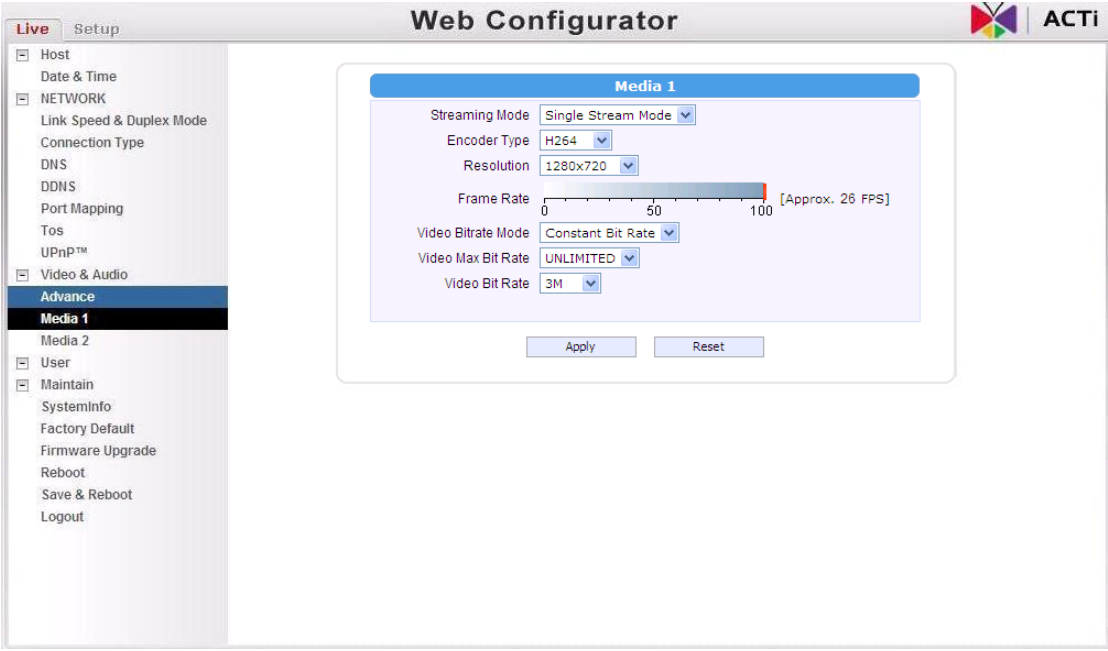 Live
Setup
Web Configurator
ACTi
Host
Date & Time
NETWORK
Link Speed & Duplex Mode
Connection Type
DNS
DDNS
Port Mapping
Tos
UPnP™
Video & Audio
Advance
Media 1
Media 2
User
Maintain
SystemInfo
Factory Default
Firmware Upgrade
Reboot
Save & Reboot
Logout
Media 1
Streaming Mode Single Stream Mode
Encoder Type H264
Resolution 1280x720
Frame Rate [Approx. 26 FPS]
0 50 100
Video Bitrate Mode Constant Bit Rate
Video Max Bit Rate UNLIMITED
Video Bit Rate 3M
Apply Reset